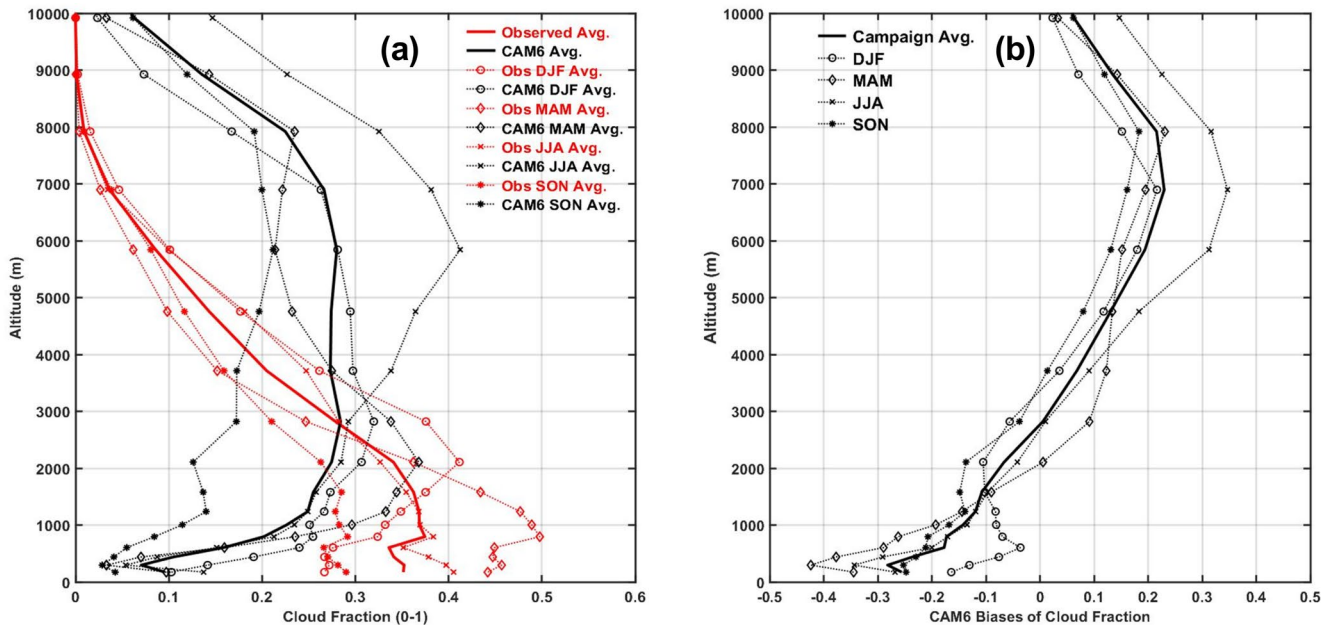 (a)
Observed Avg.
CAM6 Avg.
Obs DJF Avg.
CAM6 DJF Avg.
Obs MAM Avg.
CAM6 MAM Avg.
Obs JJA Avg.
CAM6 JJA Avg.
Obs SON Avg.
CAM6 SON Avg.
10000
9000
8000
7000
6000
5000
4000
3000
2000
1000
0
Altitude (m)
0 0.1 0.2 0.3 0.4 0.5 0.6
Cloud Fraction (0-1)
(b)
Campaign Avg.
DJF
MAM
JJA
SON
10000
9000
8000
7000
6000
5000
4000
3000
2000
1000
0
Altitude (m)
-0.5 -0.4 -0.3 -0.2 -0.1 0 0.1 0.2 0.3 0.4 0.5
CAM6 Biases of Cloud Fraction